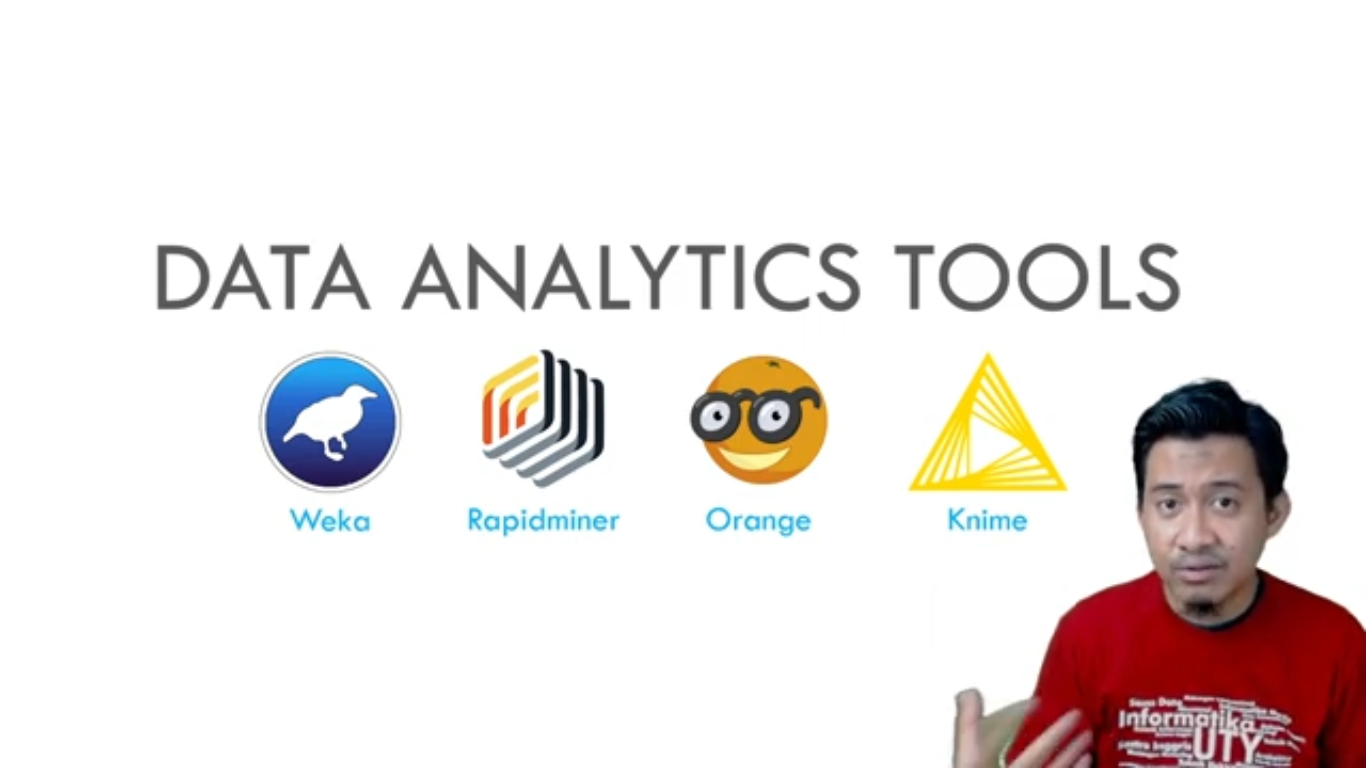 DATA ANALYTICS TOOLS
Weka
Rapidminer
Orange
Knime
Informatika
UTY